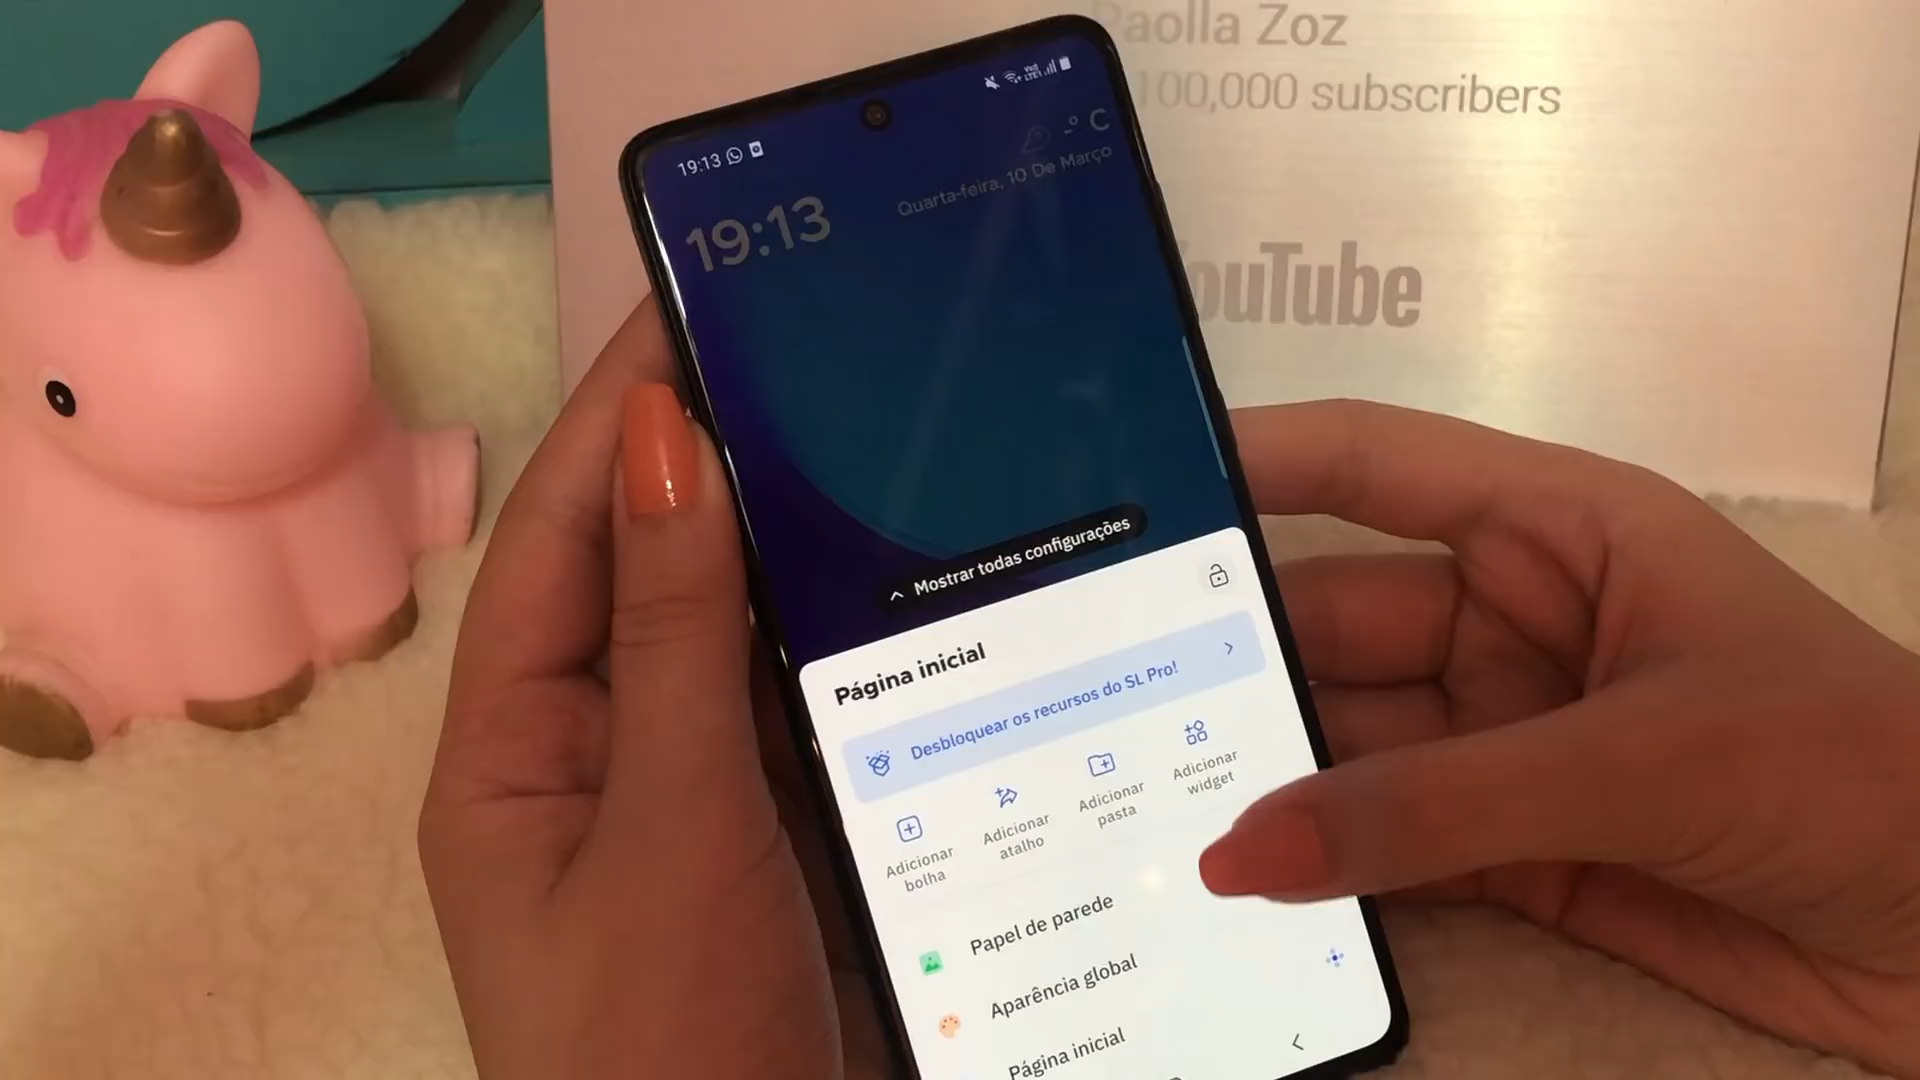 Paolla Zoz
100,000 subscribers
YouTube
19:13
19:13
° C
Quarta-feira, 10 De Março
Mostrar todas configurações
Página inicial
Desbloquear os recursos do SL Pro!
Adicionar
bolha
Adicionar
atalho
Adicionar
pasta
Adicionar
widget
Papel de parede
Aparência global
Página inicial